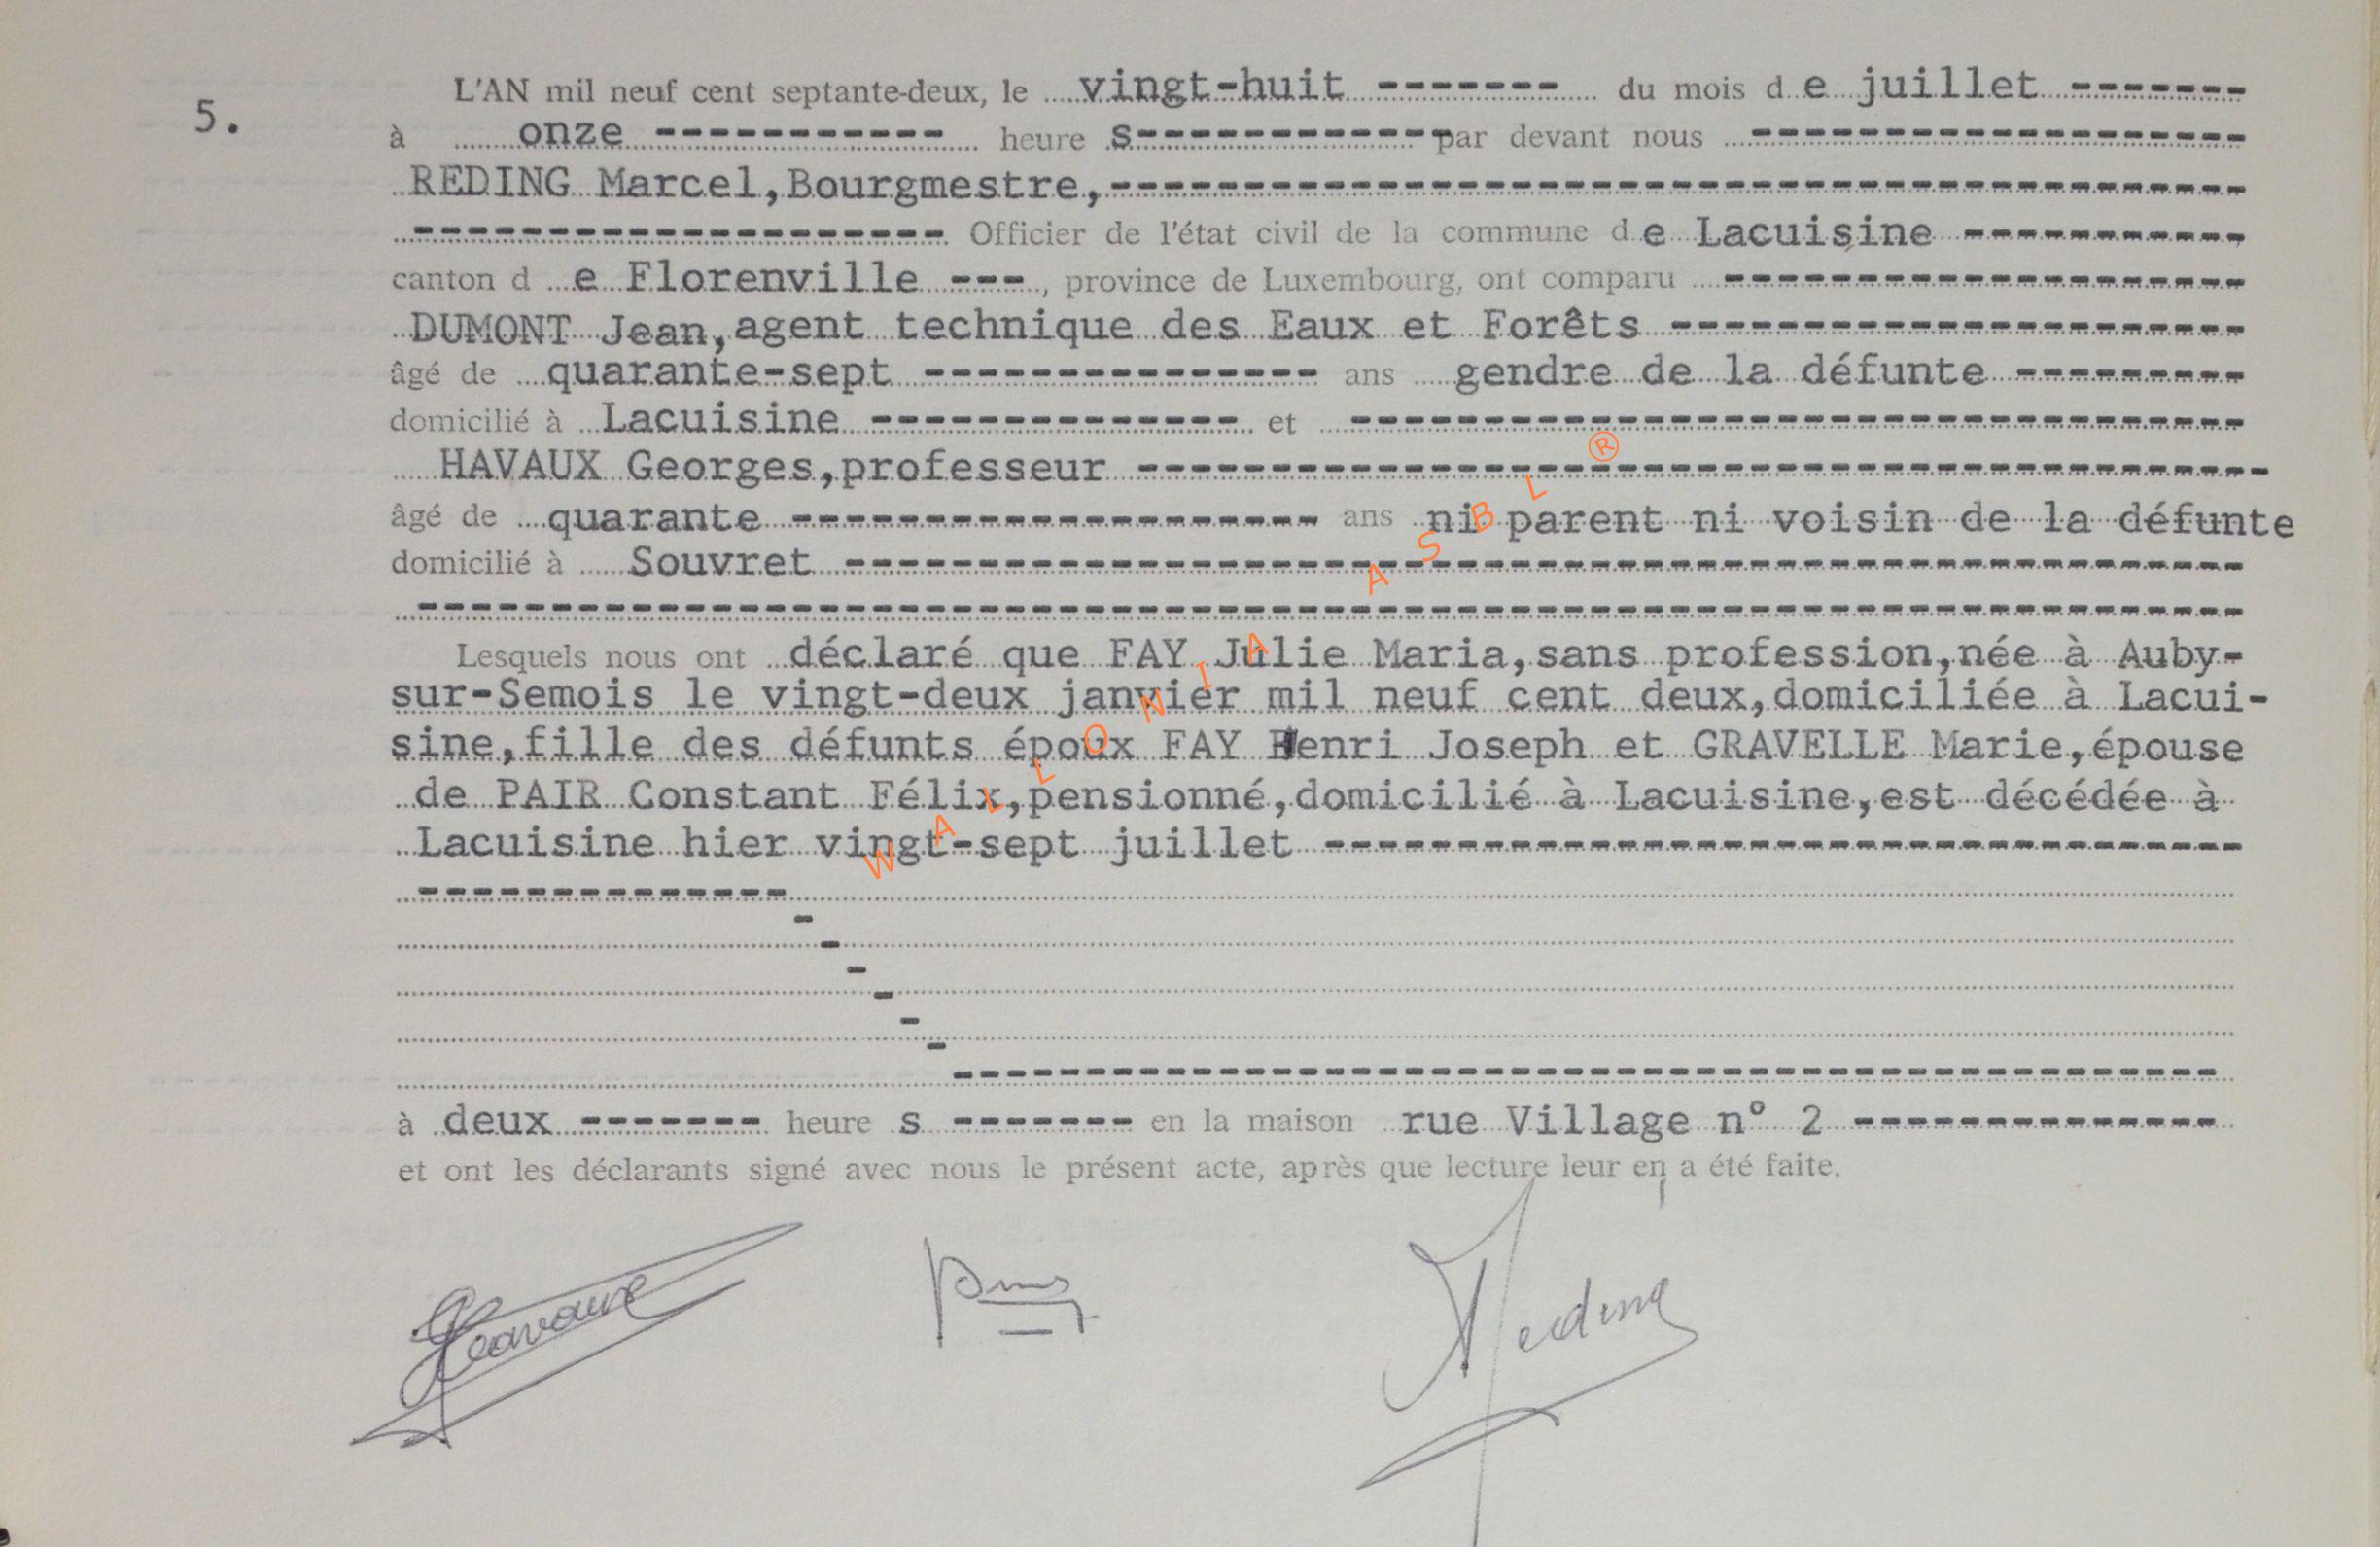 5.
L'AN mil neuf cent septante-deux, le vingt-huit ------- du mois de juillet -------
à onze ----------- heures-----------par devant nous -------------------
REDING Marcel,Bourgmestre,-------------------------------------------
-------------------- Officier de l'état civil de la commune de Lacuisine -----------
canton de Florenville ---, province de Luxembourg, ont comparu --------------------
DUMONT Jean,agent technique des Eaux et Forêts ----------------------
âgé de quarante-sept --------------- ans gendre de la défunte ---------
domicilié à Lacuisine -------------- et ----------------------------------
HAVAUX Georges,professeur -------------------------------------------
âgé de quarante -------------------- ans ni parent ni voisin de la défunte
domicilié à Souvret -----------------------------------------------------
---------------------------------------------------------------------
Lesquels nous ont déclaré que FAY Julie Maria,sans profession,née à Auby-
sur-Semois le vingt-deux janvier mil neuf cent deux,domiciliée à Lacui-
sine,fille des défunts époux FAY Henri Joseph et GRAVELLE Marie,épouse
de PAIR Constant Félix,pensionné,domicilié à Lacuisine,est décédée à
Lacuisine hier vingt-sept juillet -----------------------------------
--------------
------------------------------------------------
à deux ------- heures ------- en la maison rue Village n° 2 --------------
et ont les déclarants signé avec nous le présent acte, après que lecture leur en a été faite.
GHavaux
Reding
WALLONIA ASBL ®